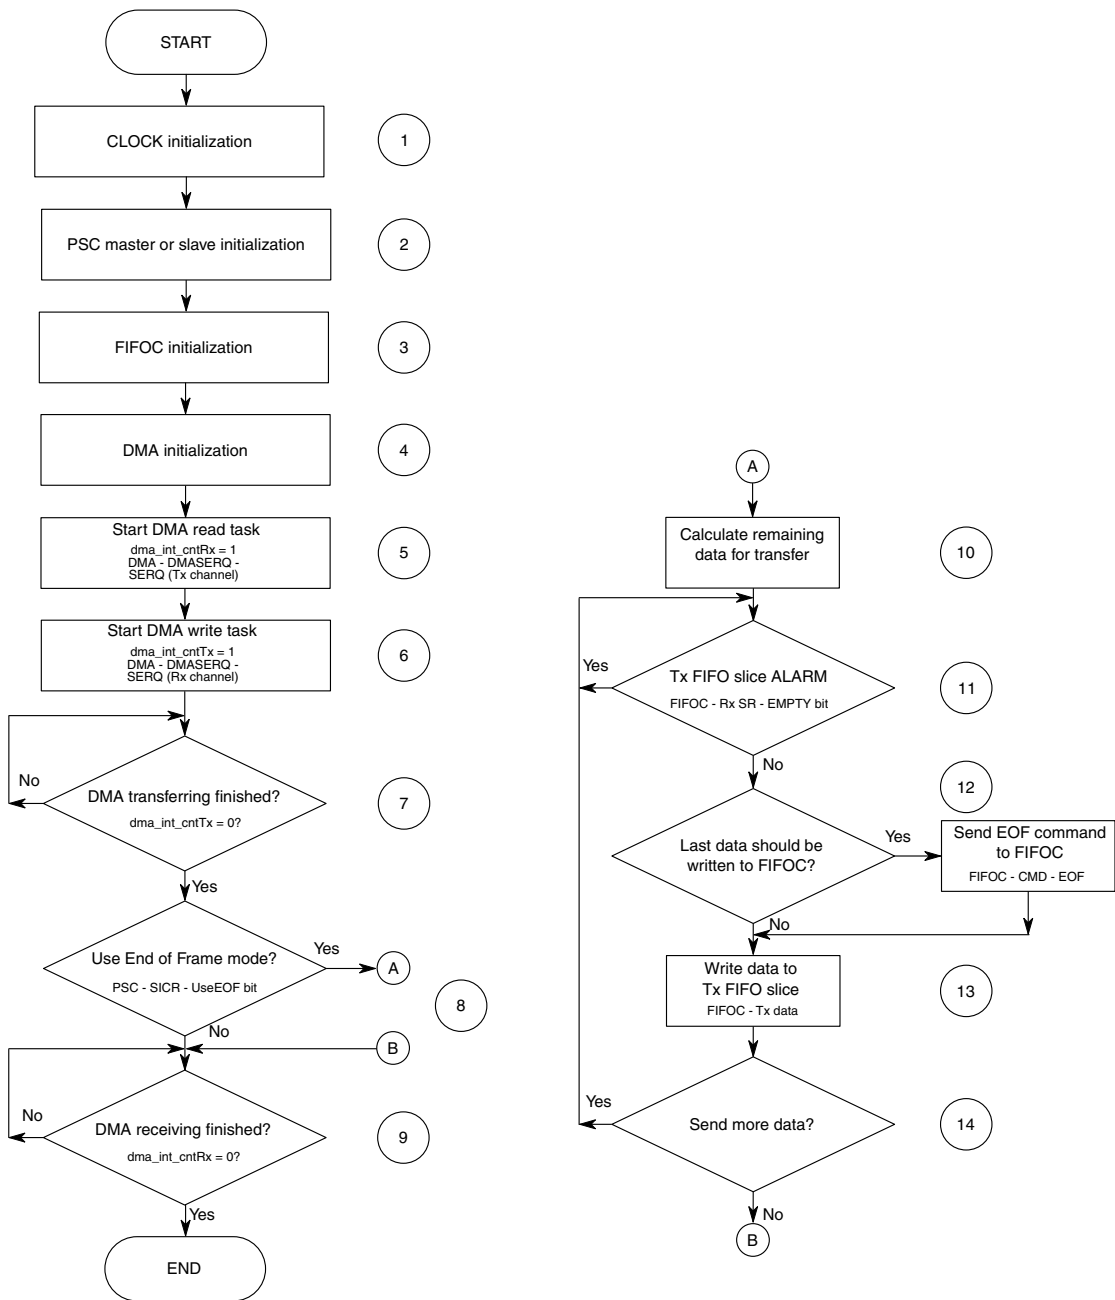 START
CLOCK initialization
1
PSC master or slave initialization
2
FIFOC initialization
3
DMA initialization
4
Start DMA read task
dma_int_cntRx = 1
DMA - DMASERQ -
SERQ (Tx channel)
5
Start DMA write task
dma_int_cntTx = 1
DMA - DMASERQ -
SERQ (Rx channel)
6
No
DMA transferring finished?
dma_int_cntTx = 0?
7
Yes
Use End of Frame mode?
PSC - SICR - UseEOF bit
Yes
A
8
No
B
No
DMA receiving finished?
dma_int_cntRx = 0?
9
Yes
END
A
Calculate remaining
data for transfer
10
Yes
Tx FIFO slice ALARM
FIFOC - Rx SR - EMPTY bit
11
No
12
Last data should be
written to FIFOC?
Yes
Send EOF command
to FIFOC
FIFOC - CMD - EOF
No
Write data to
Tx FIFO slice
FIFOC - Tx data
13
Yes
Send more data?
14
No
B